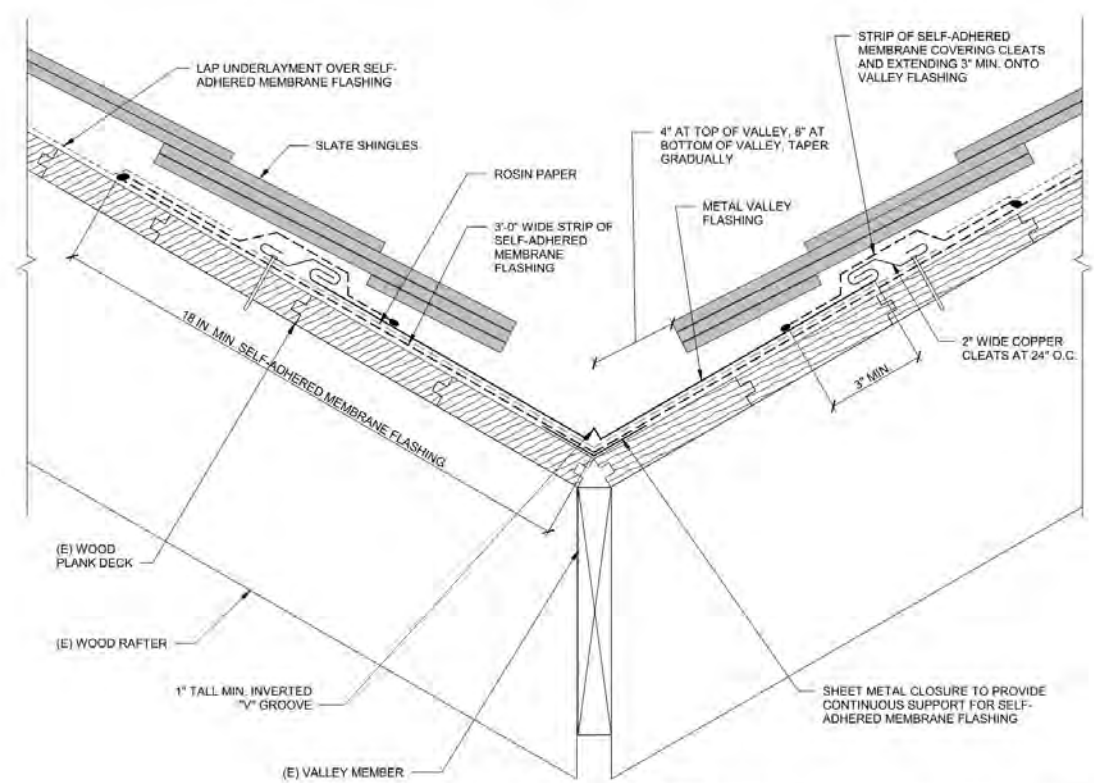 LAP UNDERLAYMENT OVER SELF-
ADHERED MEMBRANE FLASHING
SLATE SHINGLES
ROSIN PAPER
3'-0" WIDE STRIP OF
SELF-ADHERED
MEMBRANE
FLASHING
18 IN. MIN. SELF-ADHERED MEMBRANE FLASHING
(E) WOOD
PLANK DECK
(E) WOOD RAFTER
1" TALL MIN. INVERTED
"V" GROOVE
(E) VALLEY MEMBER
STRIP OF SELF-ADHERED
MEMBRANE COVERING CLEATS
AND EXTENDING 3" MIN. ONTO
VALLEY FLASHING
4" AT TOP OF VALLEY, 6" AT
BOTTOM OF VALLEY, TAPER
GRADUALLY
METAL VALLEY
FLASHING
2" WIDE COPPER
CLEATS AT 24" O.C.
3" MIN.
SHEET METAL CLOSURE TO PROVIDE
CONTINUOUS SUPPORT FOR SELF-
ADHERED MEMBRANE FLASHING